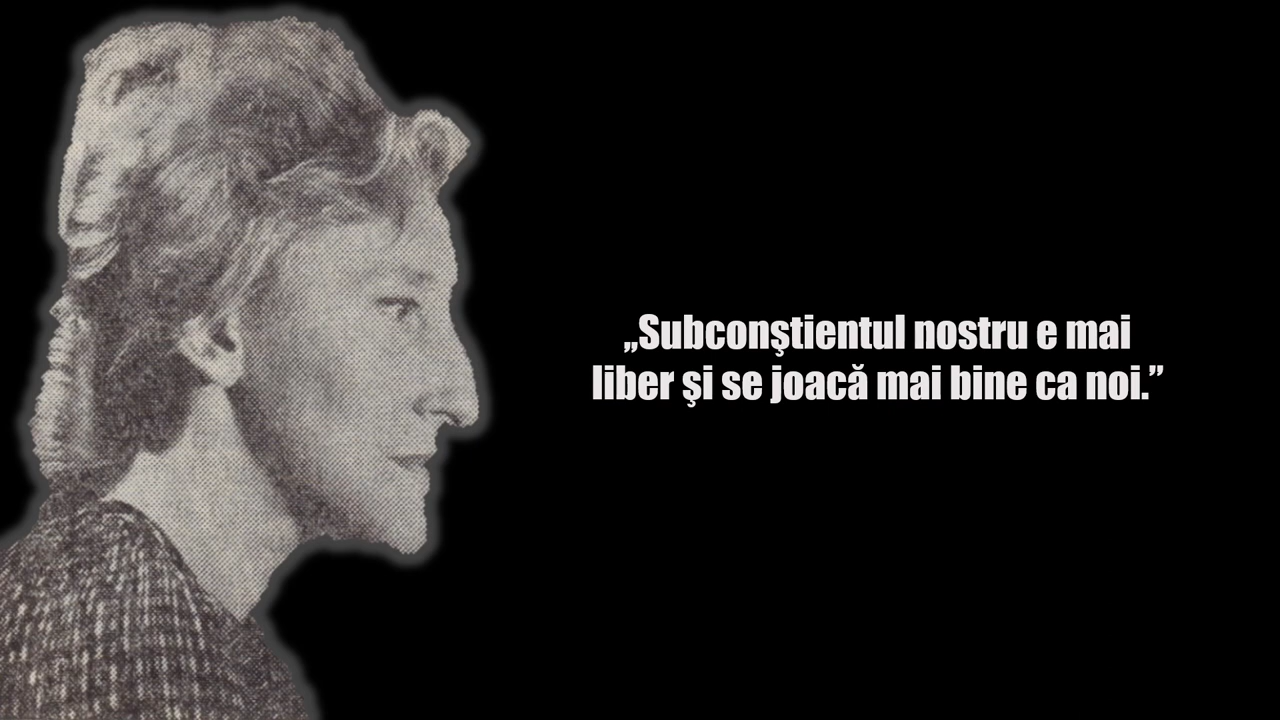 „Subconştientul nostru e mai
liber şi se joacă mai bine ca noi.”